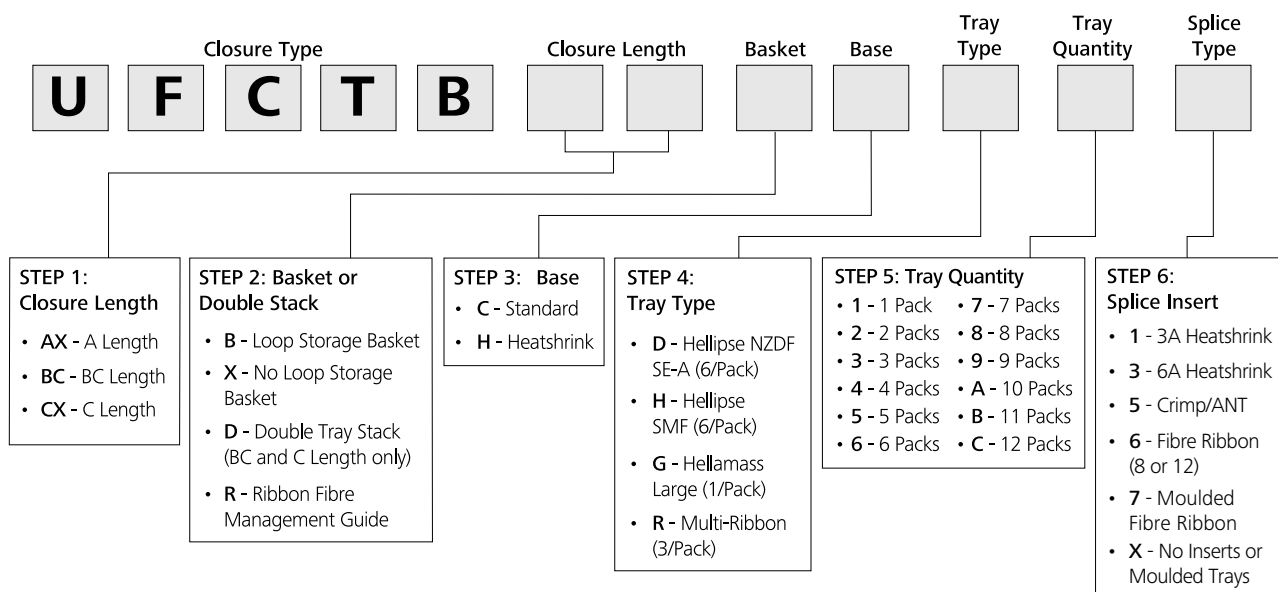 Closure Type
Closure Length
Basket
Base
Tray
Type
Tray
Quantity
Splice
Type
U F C T B
STEP 1:
Closure Length
• AX - A Length
• BC - BC Length
• CX - C Length
STEP 2: Basket or
Double Stack
• B - Loop Storage Basket
• X - No Loop Storage
Basket
• D - Double Tray Stack
(BC and C Length only)
• R - Ribbon Fibre
Management Guide
STEP 3: Base
• C - Standard
• H - Heatshrink
STEP 4:
Tray Type
• D - Hellipse NZDF
SE-A (6/Pack)
• H - Hellipse
SMF (6/Pack)
• G - Hellamass
Large (1/Pack)
• R - Multi-Ribbon
(3/Pack)
STEP 5: Tray Quantity
• 1 - 1 Pack
• 2 - 2 Packs
• 3 - 3 Packs
• 4 - 4 Packs
• 5 - 5 Packs
• 6 - 6 Packs
• 7 - 7 Packs
• 8 - 8 Packs
• 9 - 9 Packs
• A - 10 Packs
• B - 11 Packs
• C - 12 Packs
STEP 6:
Splice Insert
• 1 - 3A Heatshrink
• 3 - 6A Heatshrink
• 5 - Crimp/ANT
• 6 - Fibre Ribbon
(8 or 12)
• 7 - Moulded
Fibre Ribbon
• X - No Inserts or
Moulded Trays